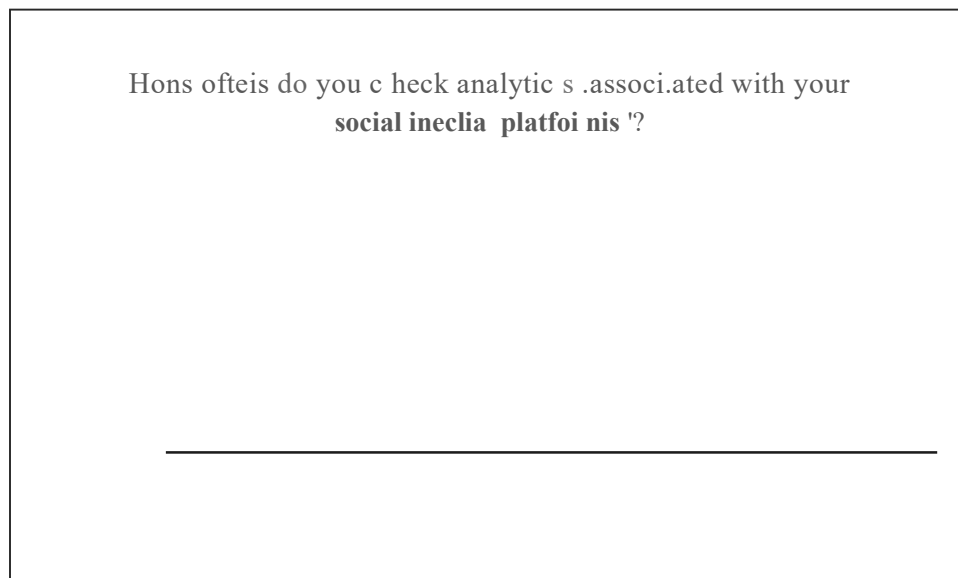 Hons ofteis do you c heck analytic s .associ.ated with your
social ineclia platfoi nis '?